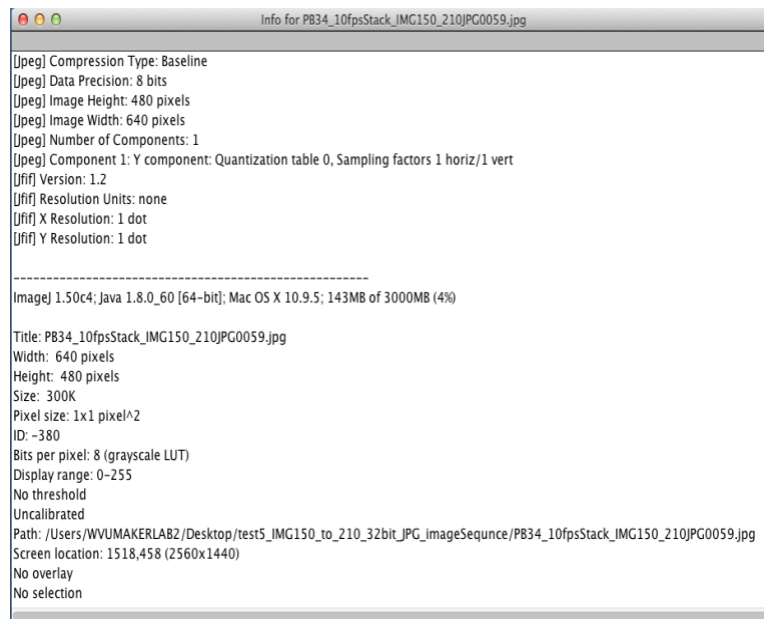 Info for PB34_10fpsStack_IMG150_210JPG0059.jpg
[Jpeg] Compression Type: Baseline
[Jpeg] Data Precision: 8 bits
[Jpeg] Image Height: 480 pixels
[Jpeg] Image Width: 640 pixels
[Jpeg] Number of Components: 1
[Jpeg] Component 1: Y component: Quantization table 0, Sampling factors 1 horiz/1 vert
[Jfif] Version: 1.2
[Jfif] Resolution Units: none
[Jfif] X Resolution: 1 dot
[Jfif] Y Resolution: 1 dot
------------------------------------------------------
ImageJ 1.50c4; Java 1.8.0_60 [64-bit]; Mac OS X 10.9.5; 143MB of 3000MB (4%)
Title: PB34_10fpsStack_IMG150_210JPG0059.jpg
Width:  640 pixels
Height:  480 pixels
Size:  300K
Pixel size: 1x1 pixel^2
ID: -380
Bits per pixel: 8 (grayscale LUT)
Display range: 0-255
No threshold
Uncalibrated
Path: /Users/WVUMAKERLAB2/Desktop/test5_IMG150_to_210_32bit_JPG_imageSequnce/PB34_10fpsStack_IMG150_210JPG0059.jpg
Screen location: 1518,458 (2560x1440)
No overlay
No selection